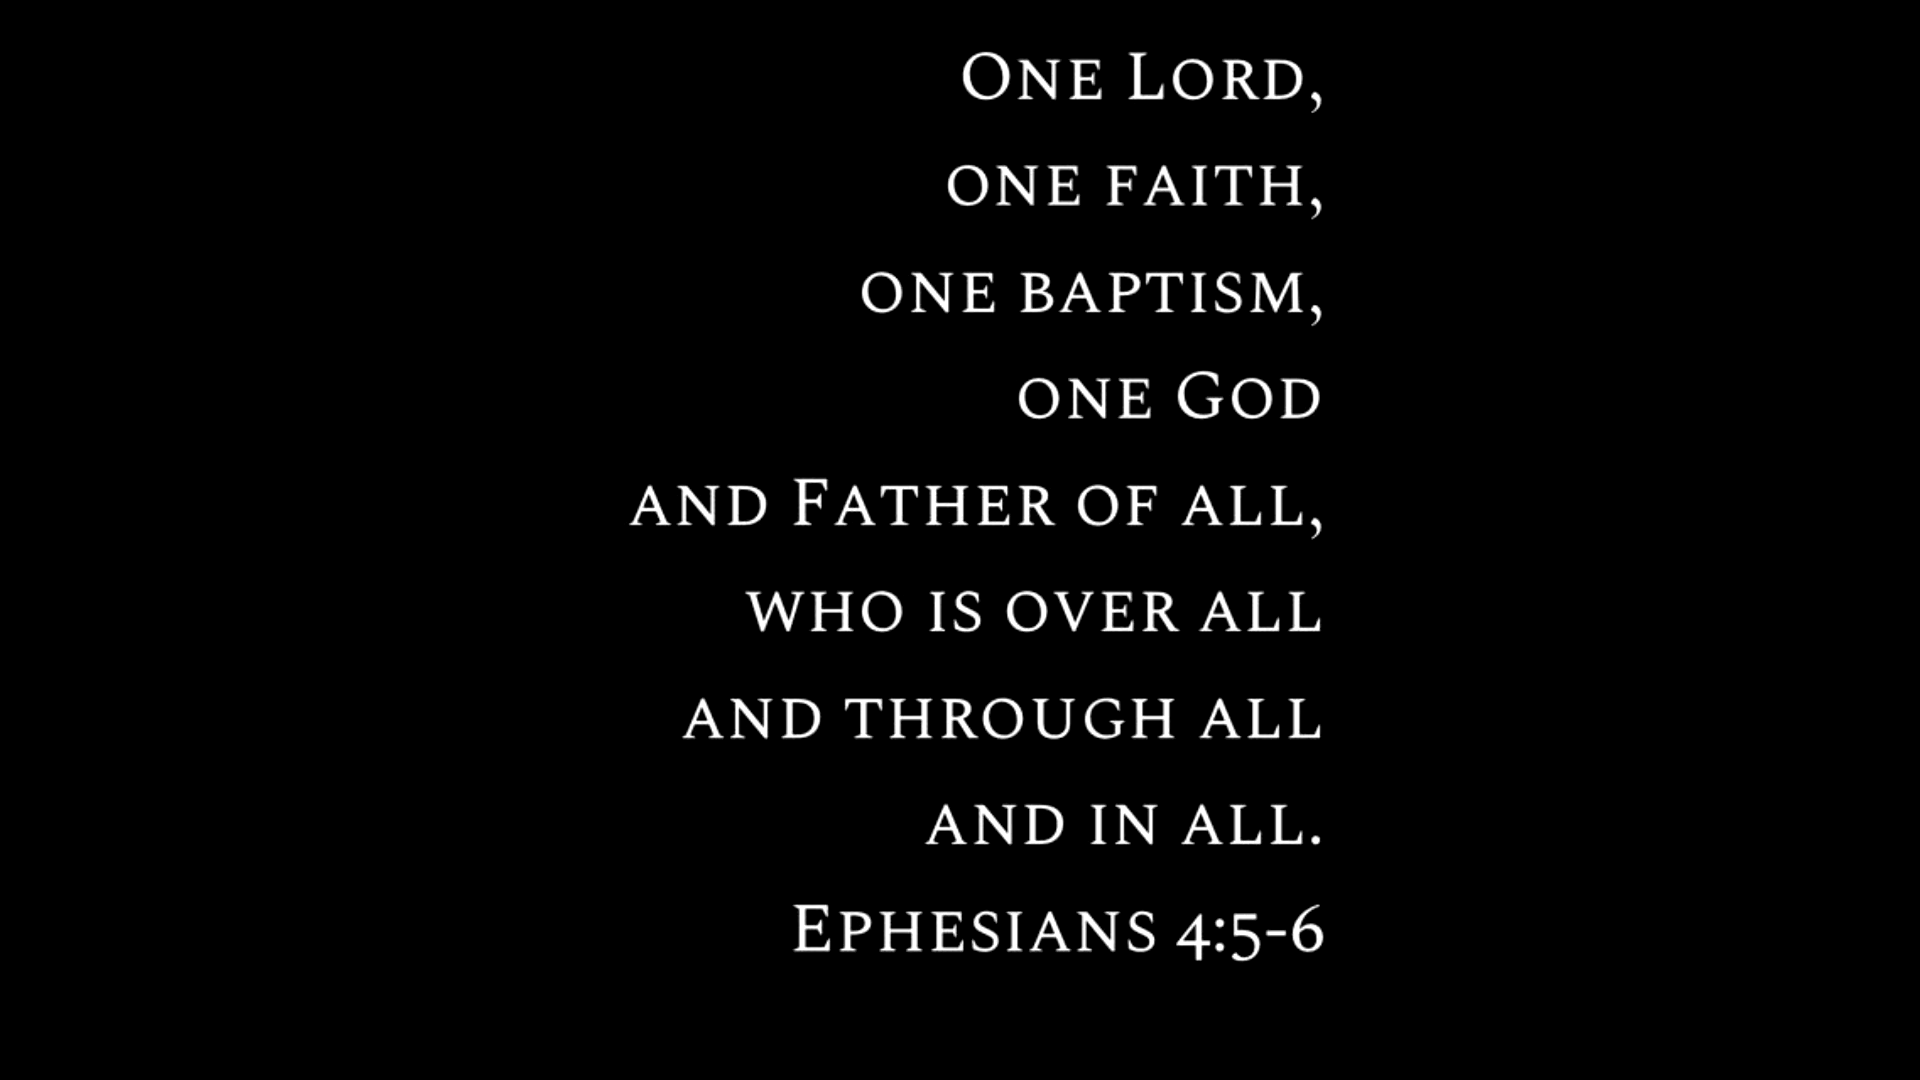 One Lord,
one faith,
one baptism,
one God
and Father of all,
who is over all
and through all
and in all.
Ephesians 4:5-6